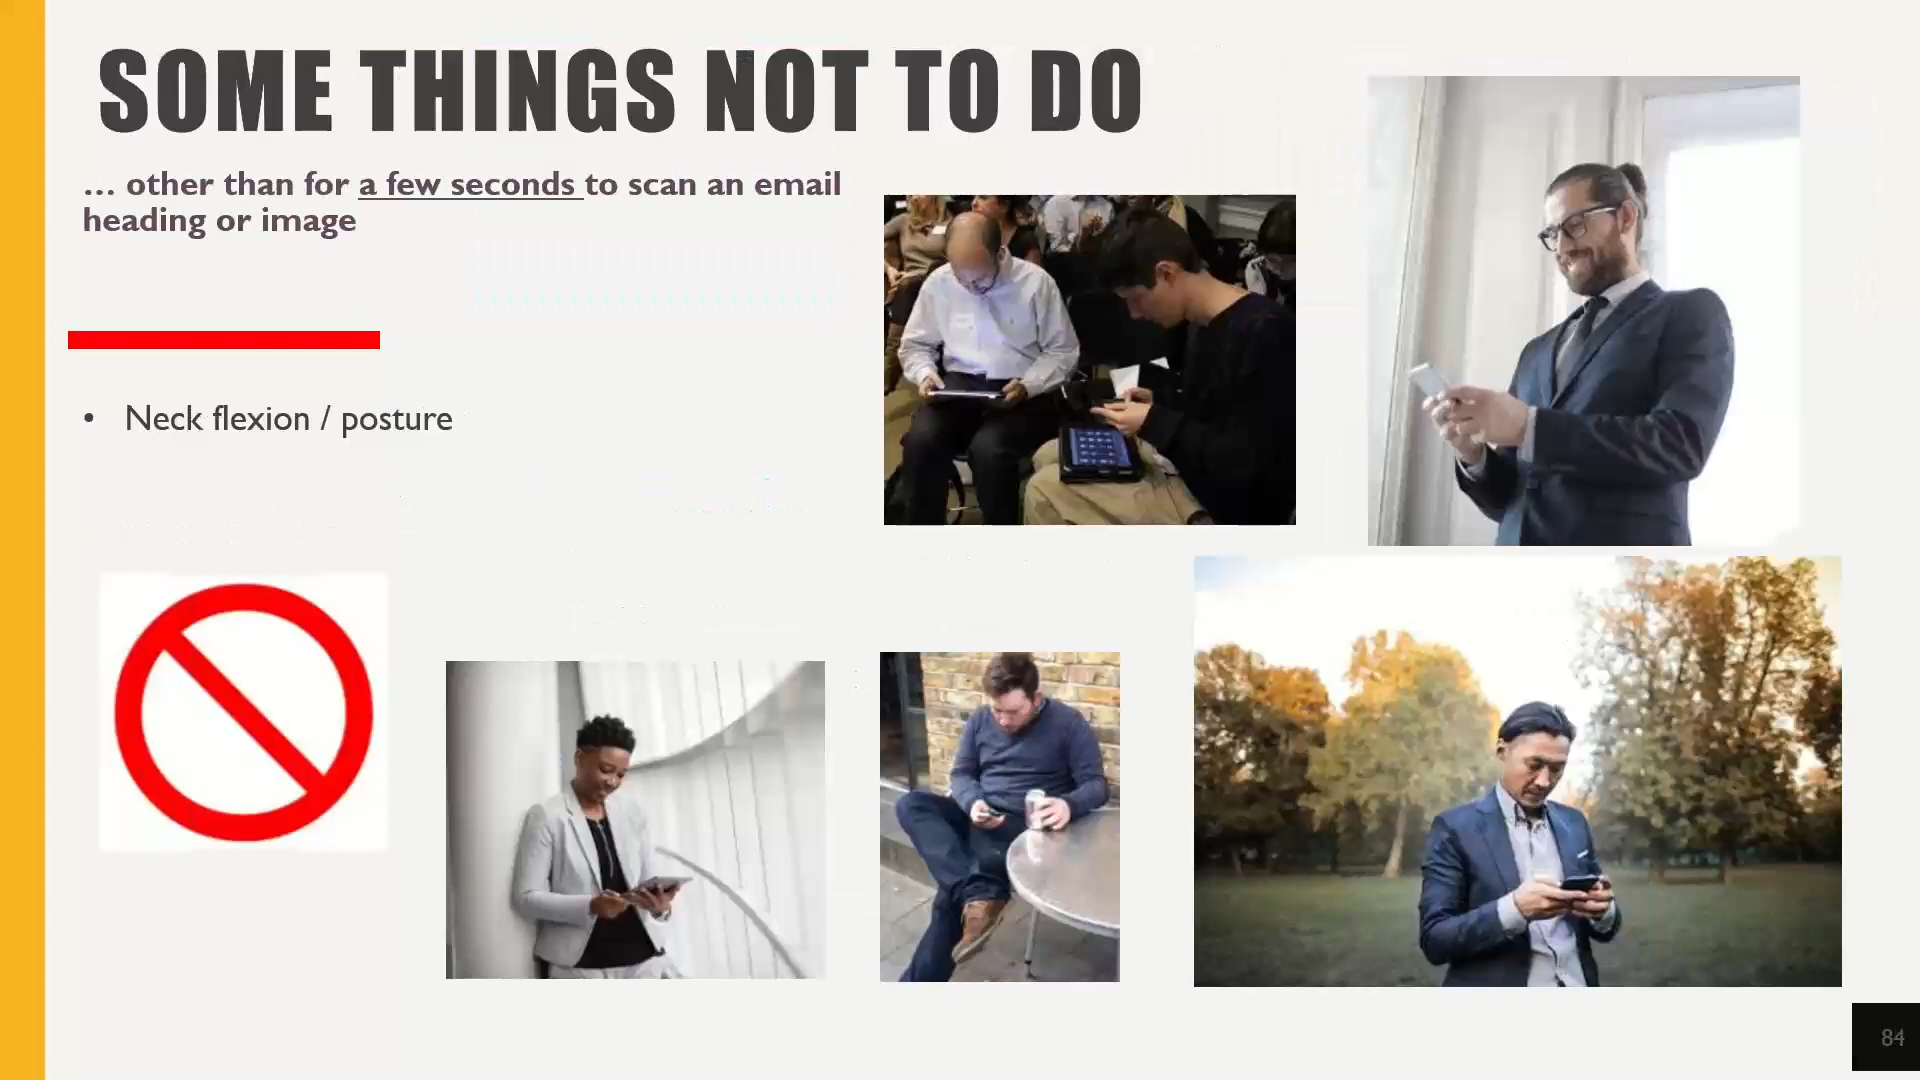 SOME THINGS NOT TO DO
… other than for a few seconds to scan an email
heading or image
• Neck flexion / posture
84